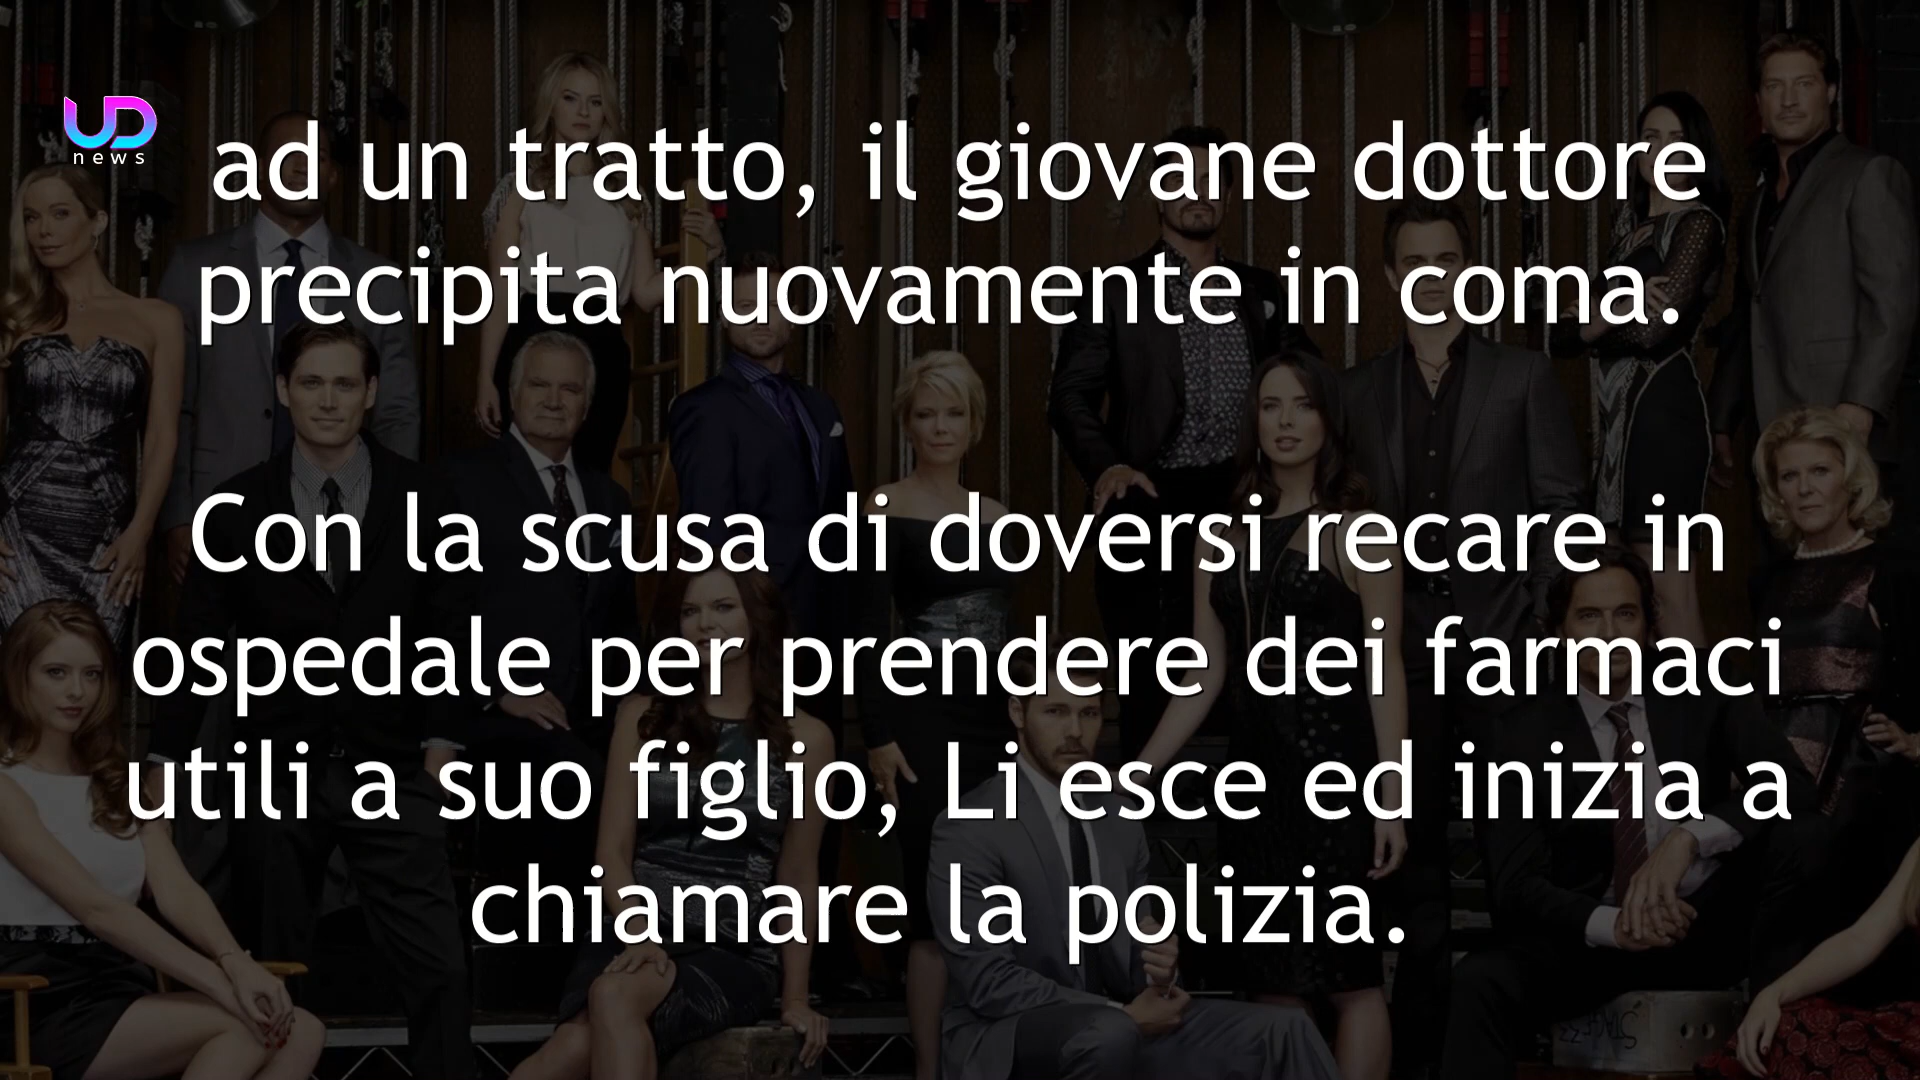 UD
news
ad un tratto, il giovane dottore
precipita nuovamente in coma.
Con la scusa di doversi recare in
ospedale per prendere dei farmaci
utili a suo figlio, Li esce ed inizia a
chiamare la polizia.